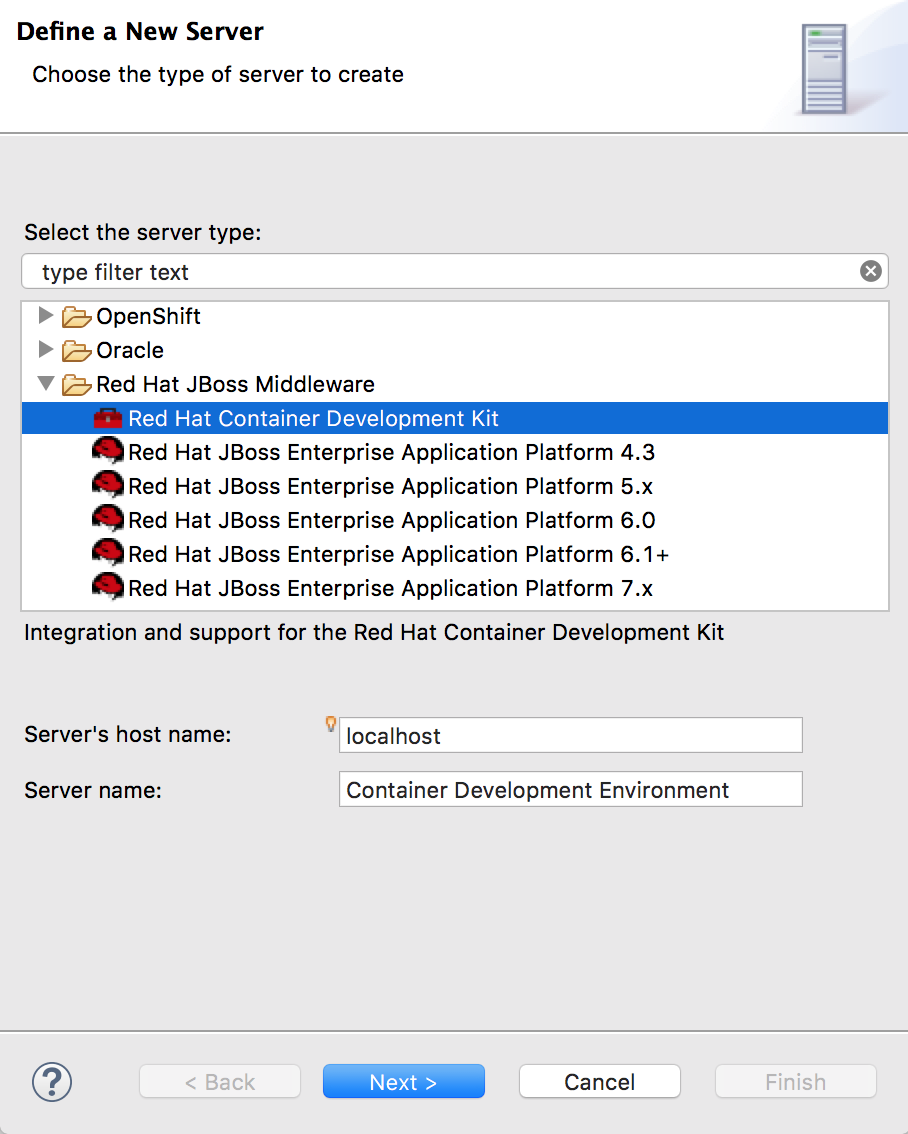 Define a New Server
Choose the type of server to create
Select the server type:
type filter text
OpenShift
Oracle
Red Hat JBoss Middleware
Red Hat Container Development Kit
Red Hat JBoss Enterprise Application Platform 4.3
Red Hat JBoss Enterprise Application Platform 5.x
Red Hat JBoss Enterprise Application Platform 6.0
Red Hat JBoss Enterprise Application Platform 6.1+
Red Hat JBoss Enterprise Application Platform 7.x
Integration and support for the Red Hat Container Development Kit
Server's host name: localhost
Server name: Container Development Environment
? < Back Next > Cancel Finish